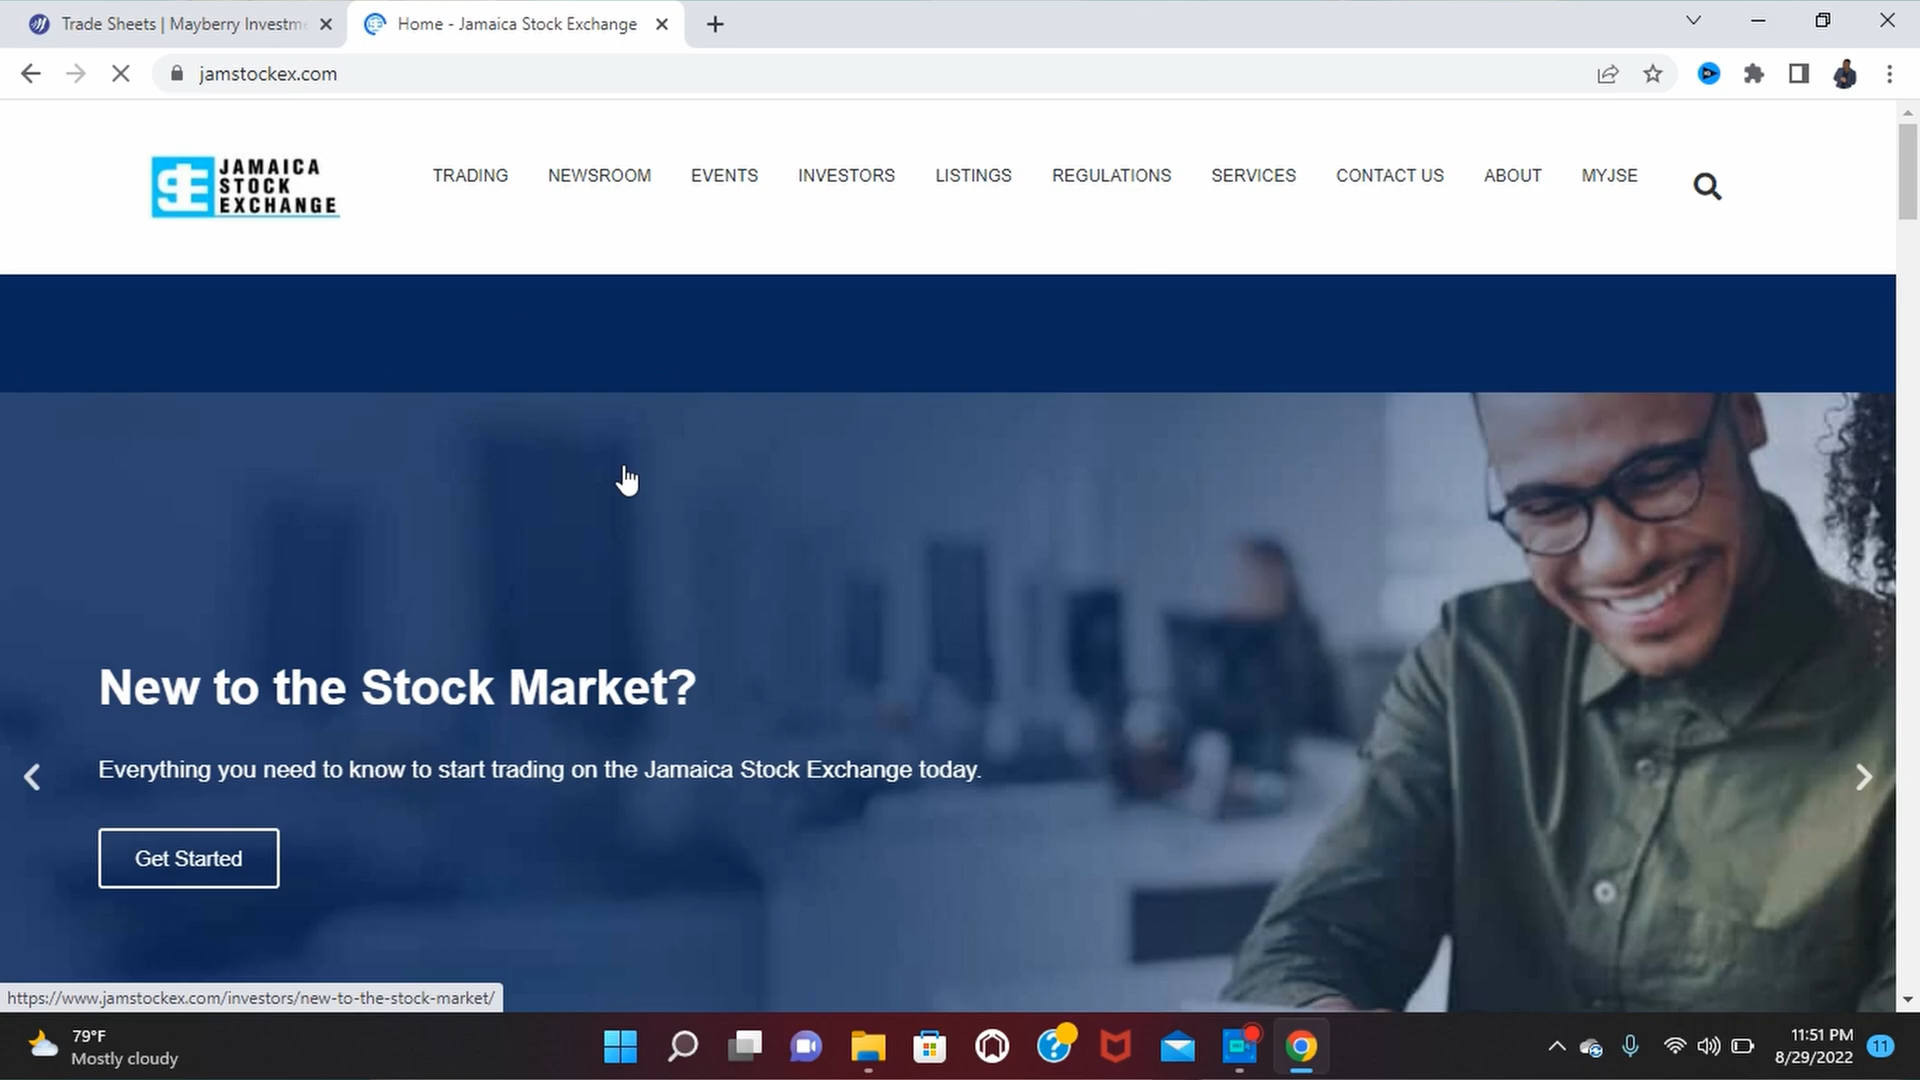 Trade Sheets | Mayberry Investme
Home - Jamaica Stock Exchange
jamstockex.com
JAMAICA
STOCK
EXCHANGE
TRADING NEWSROOM EVENTS INVESTORS LISTINGS REGULATIONS SERVICES CONTACT US ABOUT MYJSE
New to the Stock Market?
Everything you need to know to start trading on the Jamaica Stock Exchange today.
Get Started
https://www.jamstockex.com/investors/new-to-the-stock-market/
79°F
Mostly cloudy
11:51 PM
8/29/2022
11